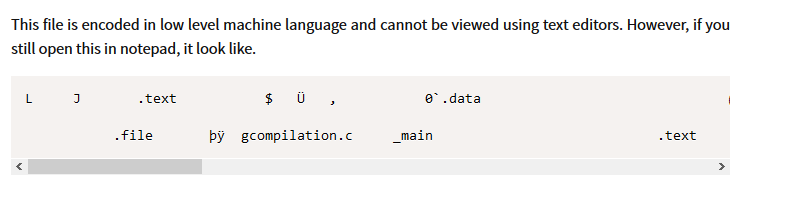 This file is encoded in low level machine language and cannot be viewed using text editors. However, if you
still open this in notepad, it look like.
L J .text $ Ü , 0`.data
.file þÿ gcompilation.c _main .text